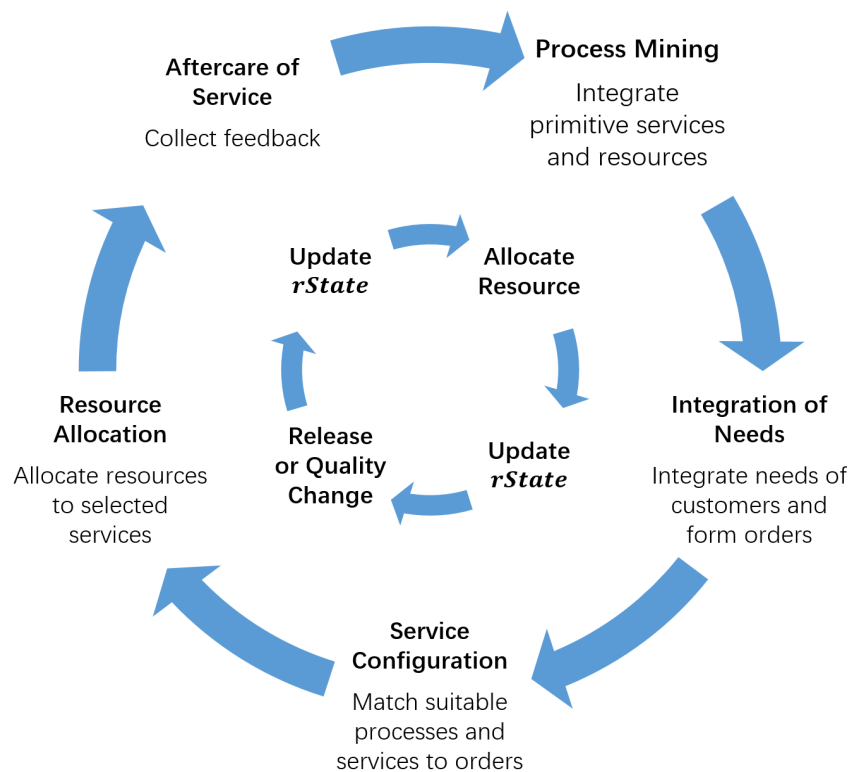 Process Mining
Integrate
primitive services
and resources
Integration of
Needs
Integrate needs of
customers and
form orders
Service
Configuration
Match suitable
processes and
services to orders
Resource
Allocation
Allocate resources
to selected
services
Aftercare of
Service
Collect feedback
Allocate
Resource
Update
rState
Release
or Quality
Change
Update
rState